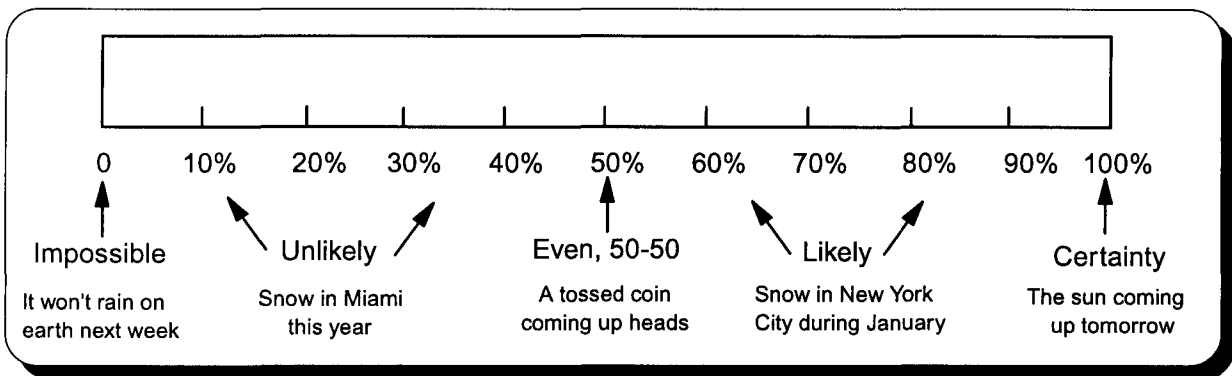 0 10% 20% 30% 40% 50% 60% 70% 80% 90% 100%
Impossible Unlikely Even, 50-50 Likely Certainty
It won't rain on
earth next week
Snow in Miami
this year
A tossed coin
coming up heads
Snow in New York
City during January
The sun coming
up tomorrow